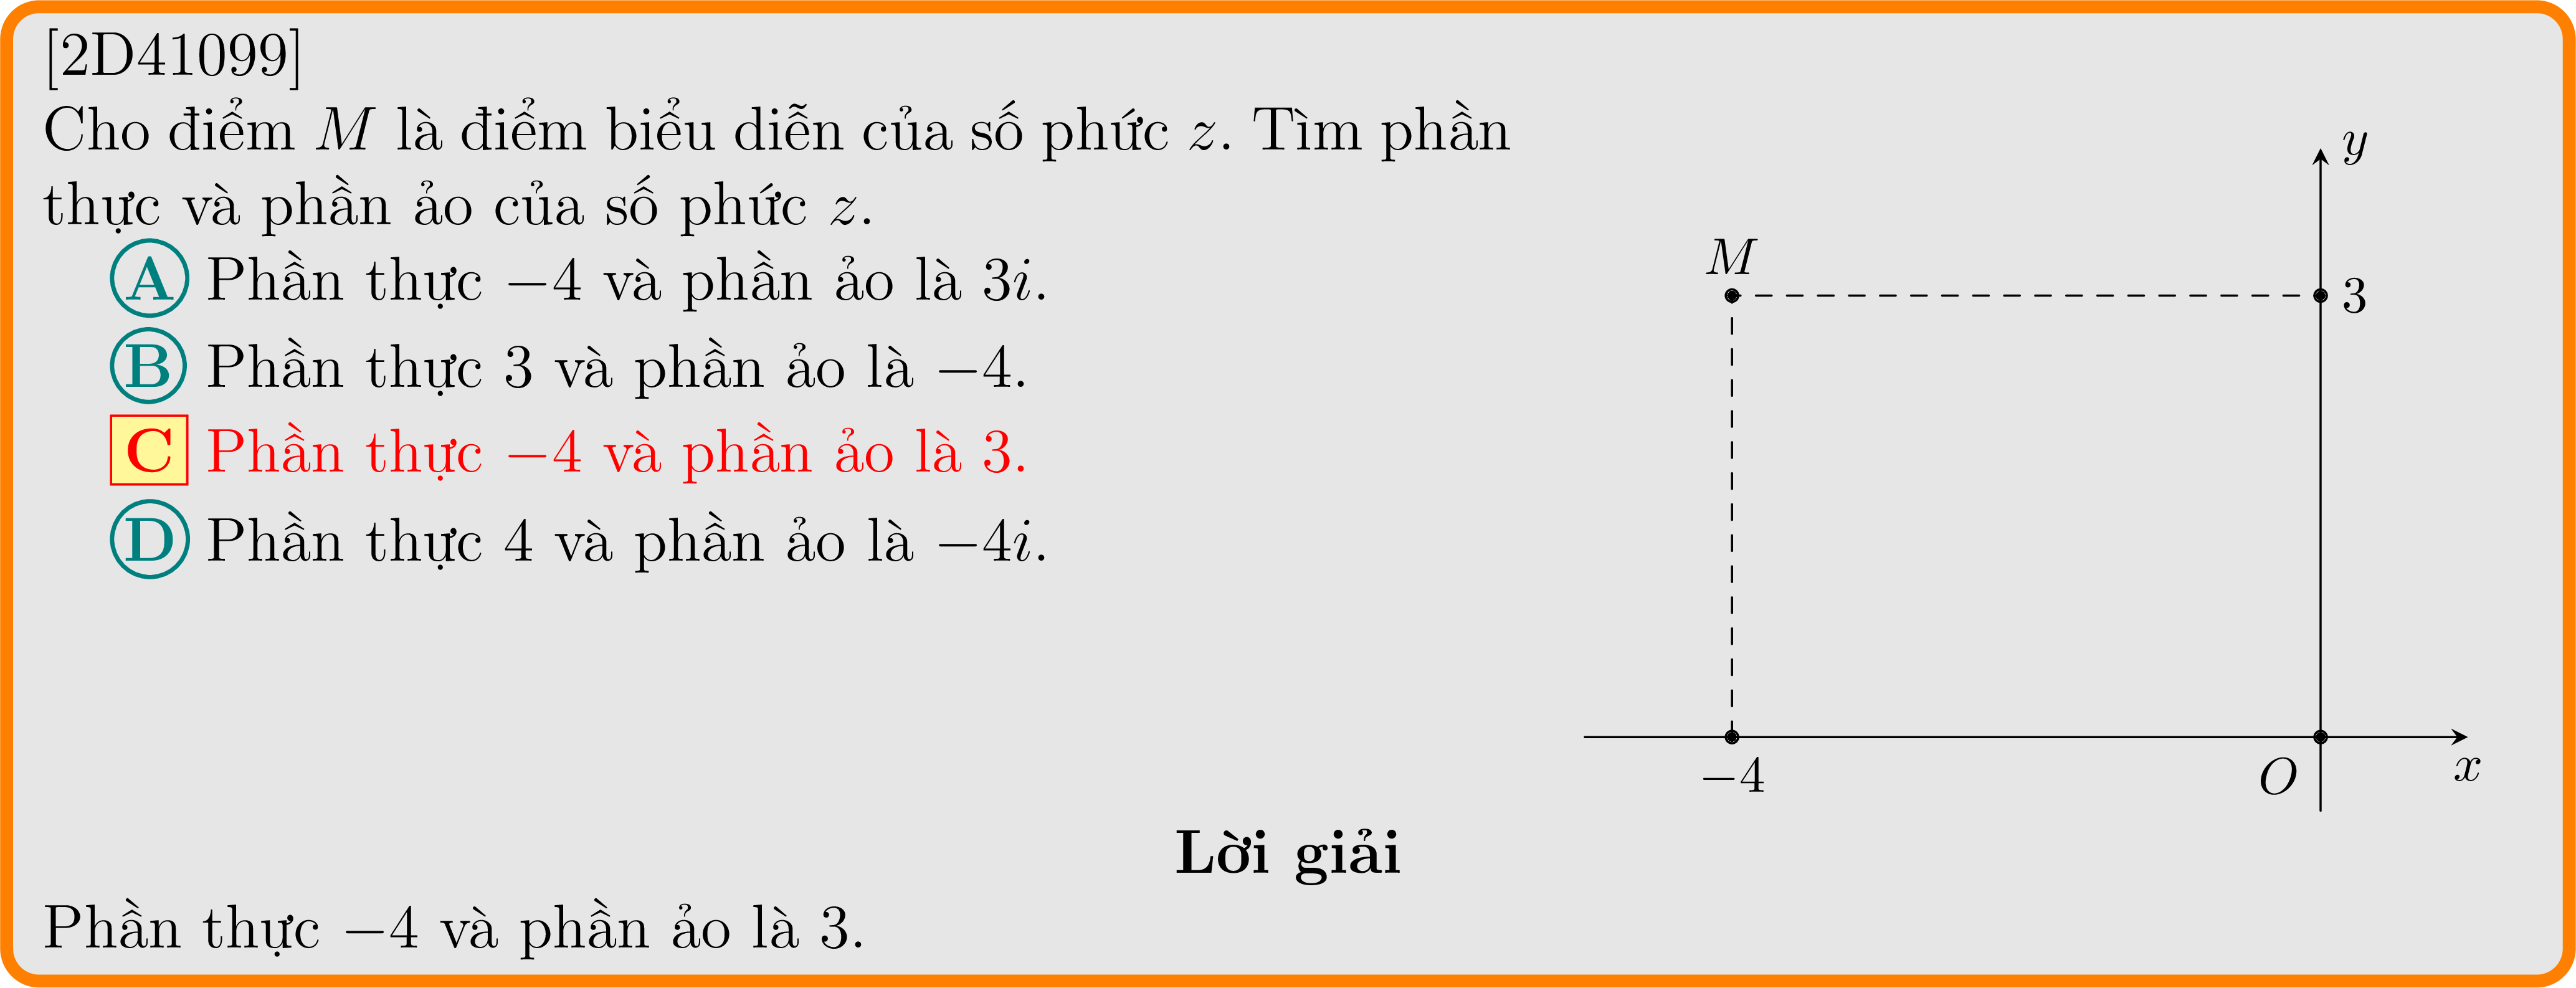 [2D41099]
Cho điểm M là điểm biểu diễn của số phức z. Tìm phần
thực và phần ảo của số phức z.
A Phần thực −4 và phần ảo là 3i.
B Phần thực 3 và phần ảo là −4.
C Phần thực −4 và phần ảo là 3.
D Phần thực 4 và phần ảo là −4i.
y
M
3
−4
O
x
Lời giải
Phần thực −4 và phần ảo là 3.